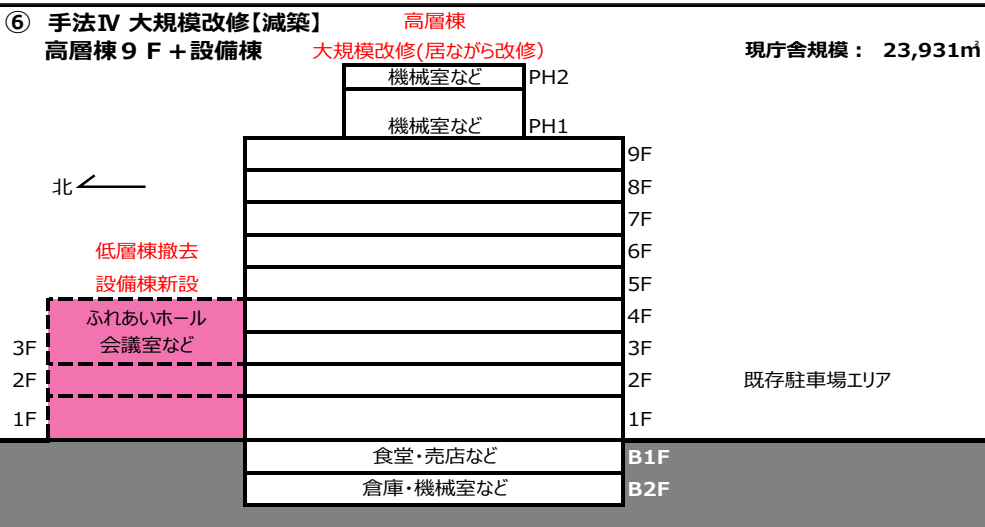 ⑥ 手法Ⅳ 大規模改修【減築】 高層棟
高層棟９Ｆ＋設備棟 大規模改修(居ながら改修） 現庁舎規模： 23,931㎡
機械室など PH2
機械室など PH1
9F
北 8F
7F
低層棟撤去 6F
設備棟新設 5F
ふれあいホール 4F
3F 会議室など 3F
2F 2F 既存駐車場エリア
1F 1F
食堂・売店など B1F
倉庫・機械室など B2F